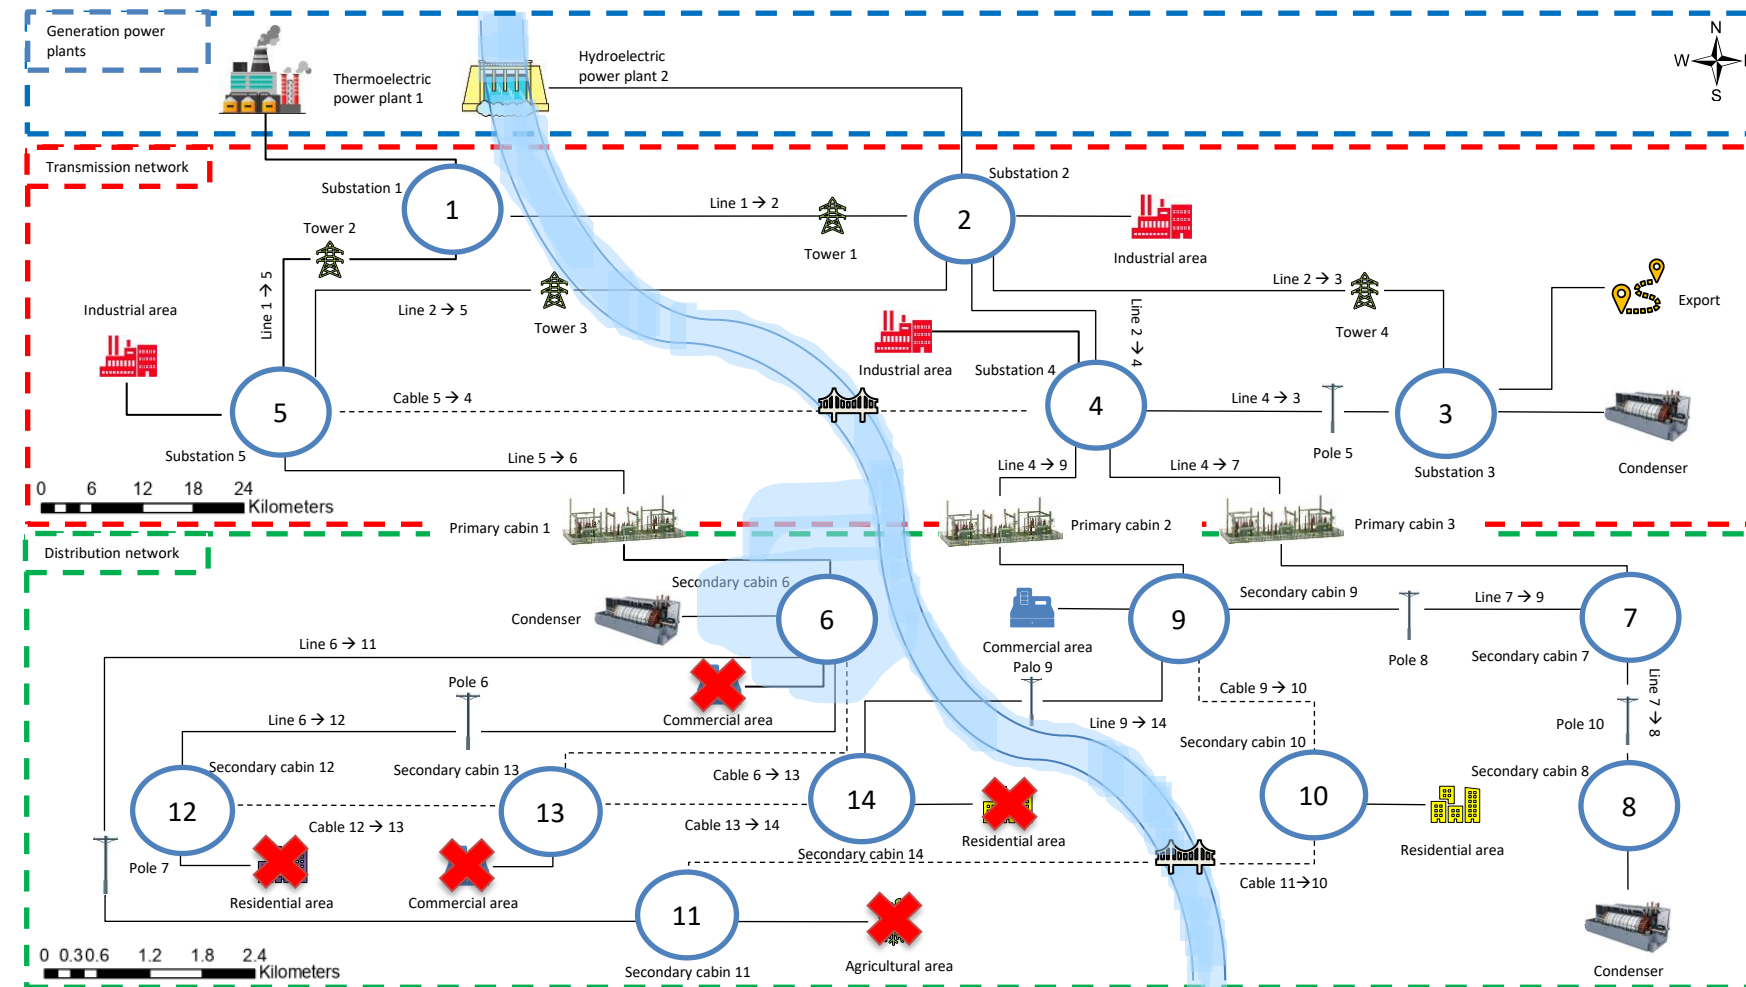 Generation power
plants
Thermoelectric
power plant 1
Hydroelectric
power plant 2
N
W
S
Transmission network
Substation 1
1
Line 1 → 2
Tower 1
Substation 2
2
Industrial area
Tower 2
Line 1 → 5
Line 2 → 5
Tower 3
Line 2 → 3
Tower 4
Export
Industrial area
Industrial area
Line 2 → 4
Substation 4
4
Cable 5 → 4
5
Substation 5
Line 4 → 3
Pole 5
3
Substation 3
Condenser
Line 5 → 6
Line 4 → 9
Line 4 → 7
0 6 12 18 24
Kilometers
Primary cabin 1
Primary cabin 2
Primary cabin 3
Distribution network
Secondary cabin 6
6
Condenser
Commercial area
9
Secondary cabin 9
Line 7 → 9
Pole 8
7
Secondary cabin 7
Line 6 → 11
Pole 6
Commercial area
Palo 9
Line 6 → 12
Line 9 → 14
Cable 9 → 10
Line 7 → 8
Pole 10
Secondary cabin 12
12
Secondary cabin 13
13
Cable 6 → 13
14
Secondary cabin 10
10
Secondary cabin 8
8
Cable 12 → 13
Cable 13 → 14
Secondary cabin 14
Residential area
Residential area
Pole 7
Residential area
Commercial area
Cable 11→10
11
Secondary cabin 11
Agricultural area
Condenser
0 0.3 0.6 1.2 1.8 2.4
Kilometers